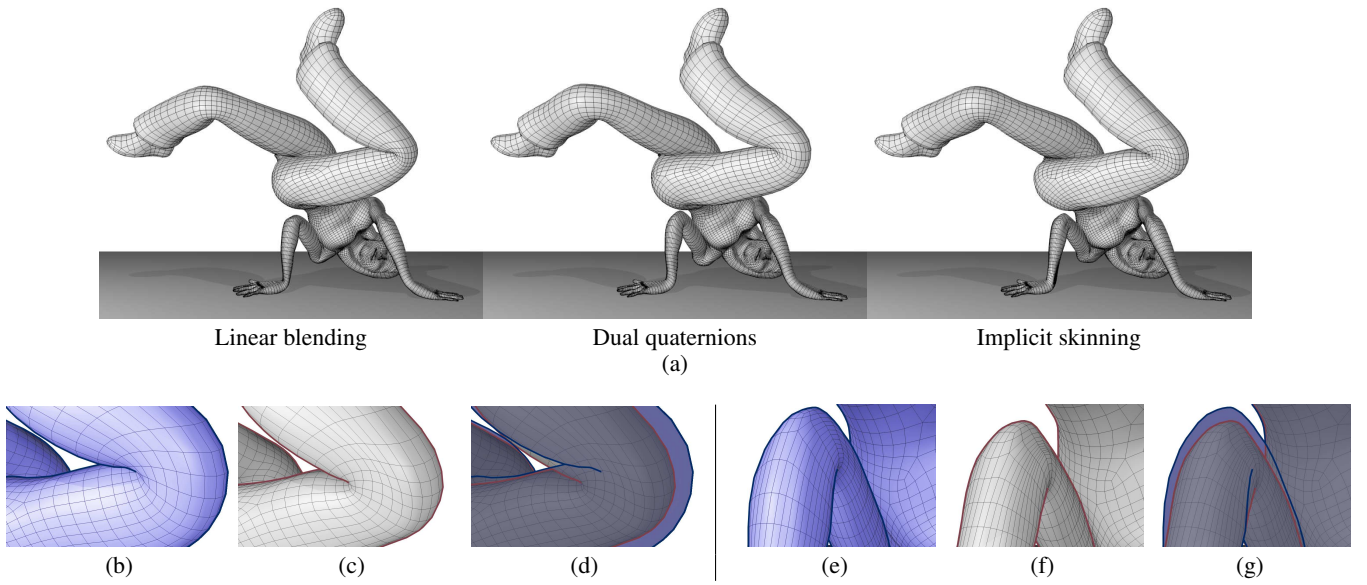 Linear blending
Dual quaternions
Implicit skinning
(a)
(b)
(c)
(d)
(e)
(f)
(g)